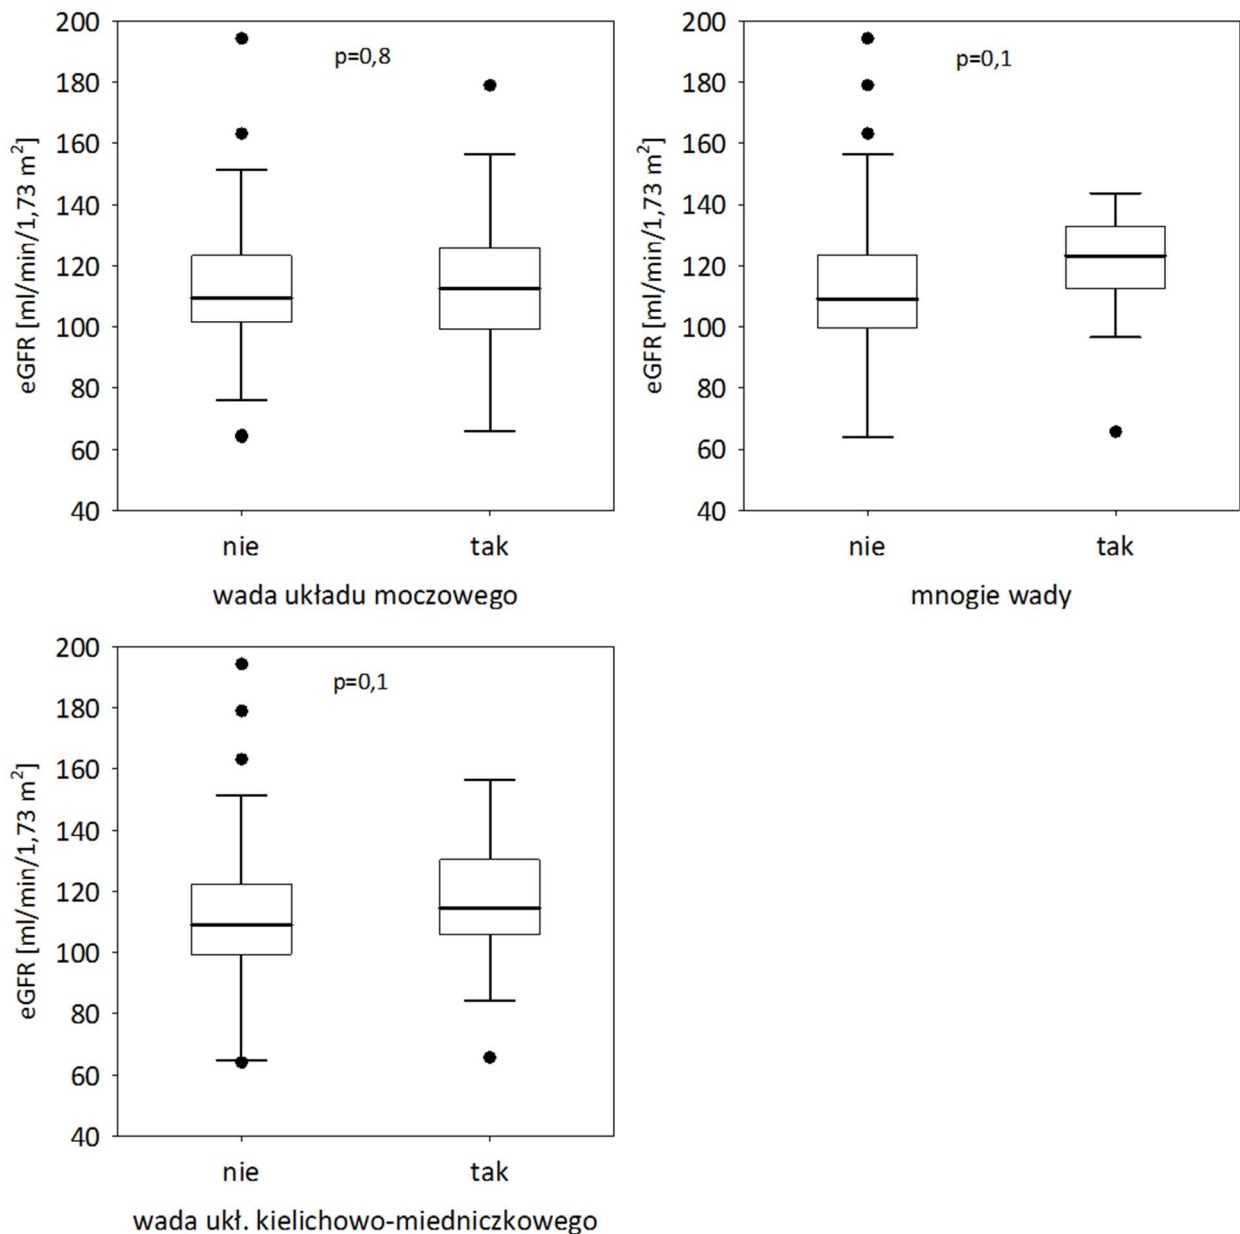 p=0,8
eGFR [ml/min/1,73 m²]
200
180
160
140
120
100
80
60
40
nie tak
wada układu moczowego
p=0,1
eGFR [ml/min/1,73 m²]
200
180
160
140
120
100
80
60
40
nie tak
mnogie wady
p=0,1
eGFR [ml/min/1,73 m²]
200
180
160
140
120
100
80
60
40
nie tak
wada ukł. kielichowo-miedniczkowego